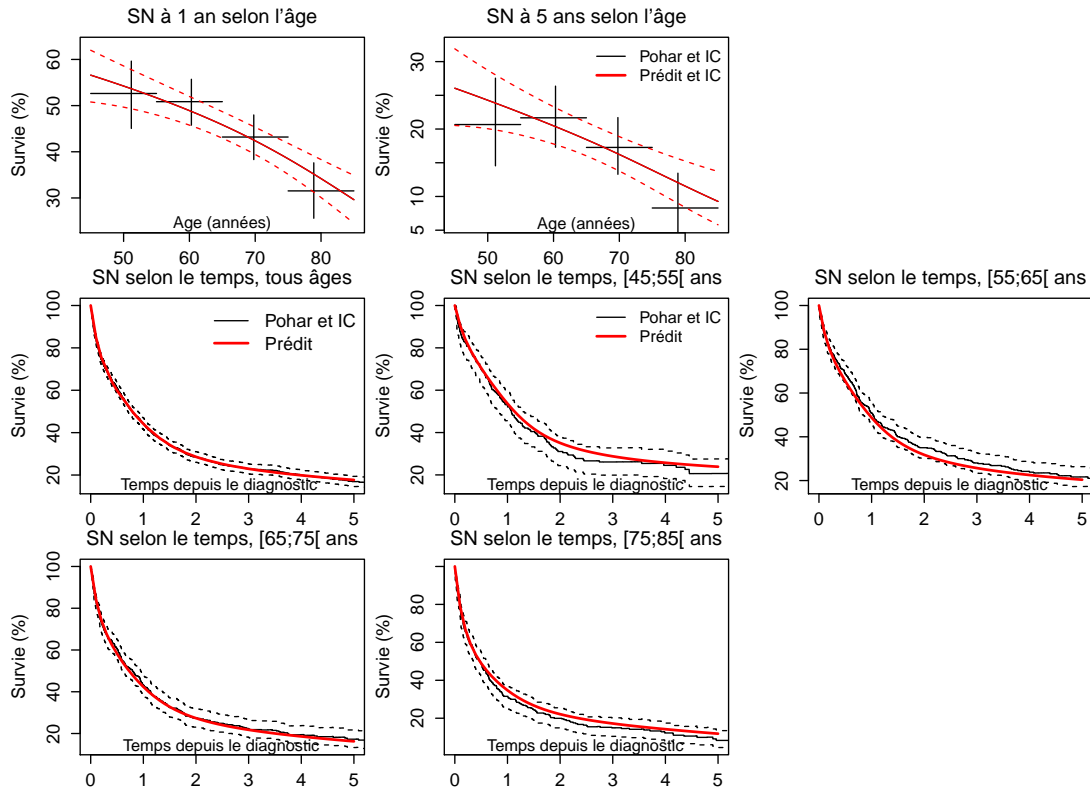 SN à 1 an selon l'âge
Survie (%)
60
50
40
30
Age (années)
50 60 70 80
SN à 5 ans selon l'âge
Survie (%)
30
20
10
5
Pohar et IC
Prédit et IC
Age (années)
50 60 70 80
SN selon le temps, tous âges
Survie (%)
100
80
60
40
20
Pohar et IC
Prédit
Temps depuis le diagnostic
0 1 2 3 4 5
SN selon le temps, [45;55[ ans
Survie (%)
100
80
60
40
20
Pohar et IC
Prédit
Temps depuis le diagnostic
0 1 2 3 4 5
SN selon le temps, [55;65[ ans
Survie (%)
100
80
60
40
20
Temps depuis le diagnostic
0 1 2 3 4 5
SN selon le temps, [65;75[ ans
Survie (%)
100
80
60
40
20
Temps depuis le diagnostic
0 1 2 3 4 5
SN selon le temps, [75;85[ ans
Survie (%)
80
60
40
20
Temps depuis le diagnostic
0 1 2 3 4 5